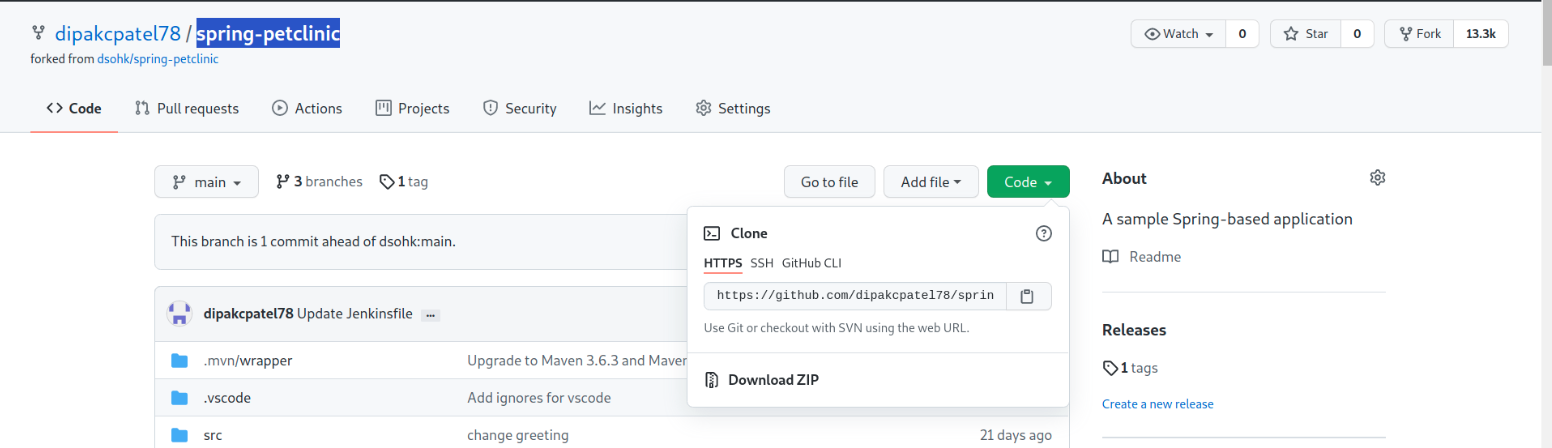 dipakcpatel78 / spring-petclinic
Watch 0 Star 0 Fork 13.3k
forked from dsohk/spring-petclinic
Code Pull requests Actions Projects Security Insights Settings
main 3 branches 1 tag Go to file Add file Code
This branch is 1 commit ahead of dsohk:main.
Clone
HTTPS SSH GitHub CLI
https://github.com/dipakcpatel78/sprin
Use Git or checkout with SVN using the web URL.
Download ZIP
dipakcpatel78 Update Jenkinsfile ...
.mvn/wrapper Upgrade to Maven 3.6.3 and Maven
.vscode Add ignores for vscode
src change greeting 21 days ago
About
A sample Spring-based application
Readme
Releases
1 tags
Create a new release